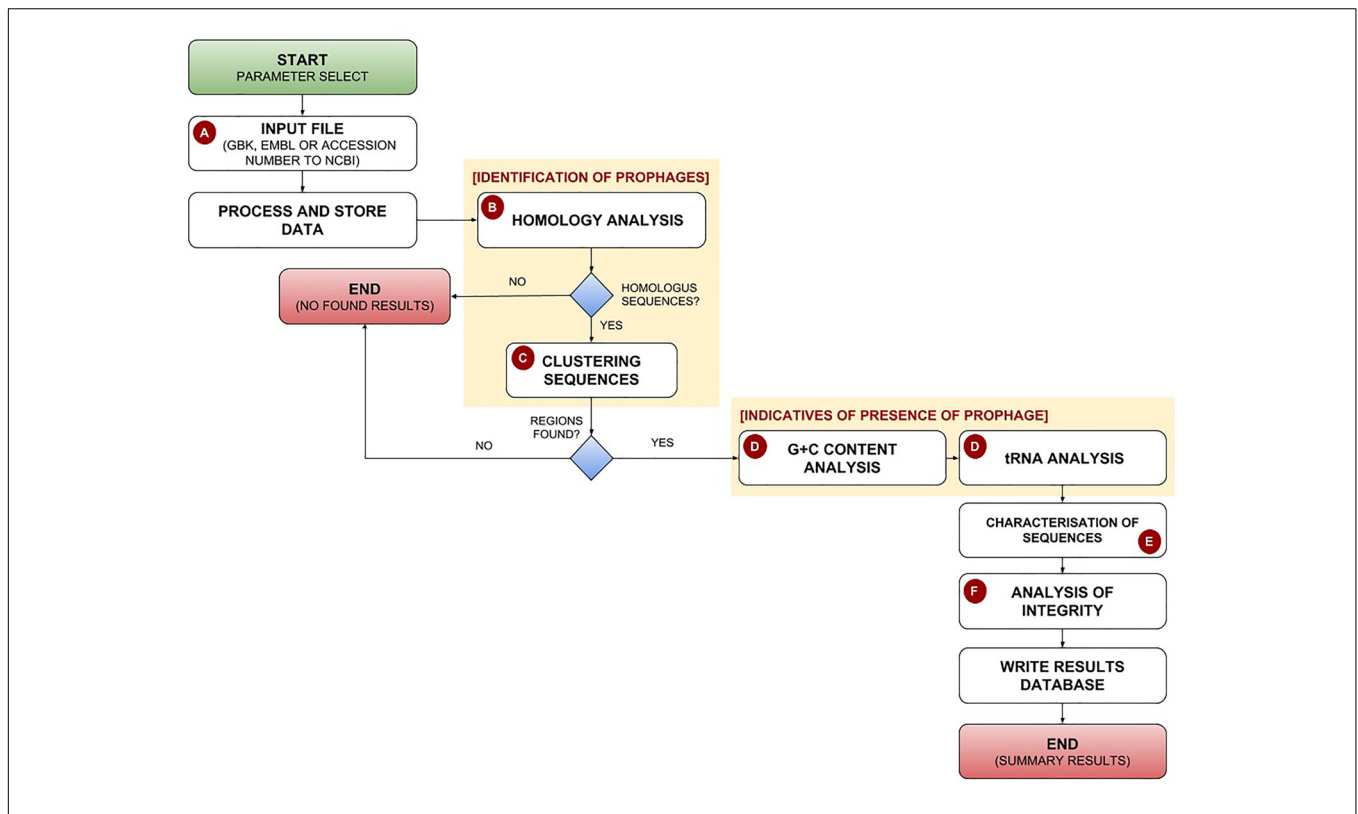 START
PARAMETER SELECT
A
INPUT FILE
(GBK, EMBL OR ACCESSION
NUMBER TO NCBI)
PROCESS AND STORE
DATA
[IDENTIFICATION OF PROPHAGES]
B
HOMOLOGY ANALYSIS
HOMOLOGUS
SEQUENCES?
NO
END
(NO FOUND RESULTS)
YES
C
CLUSTERING
SEQUENCES
REGIONS
FOUND?
NO
YES
[INDICATIVES OF PRESENCE OF PROPHAGE]
D
G+C CONTENT
ANALYSIS
D
tRNA ANALYSIS
CHARACTERISATION OF
SEQUENCES
E
F
ANALYSIS OF
INTEGRITY
WRITE RESULTS
DATABASE
END
(SUMMARY RESULTS)